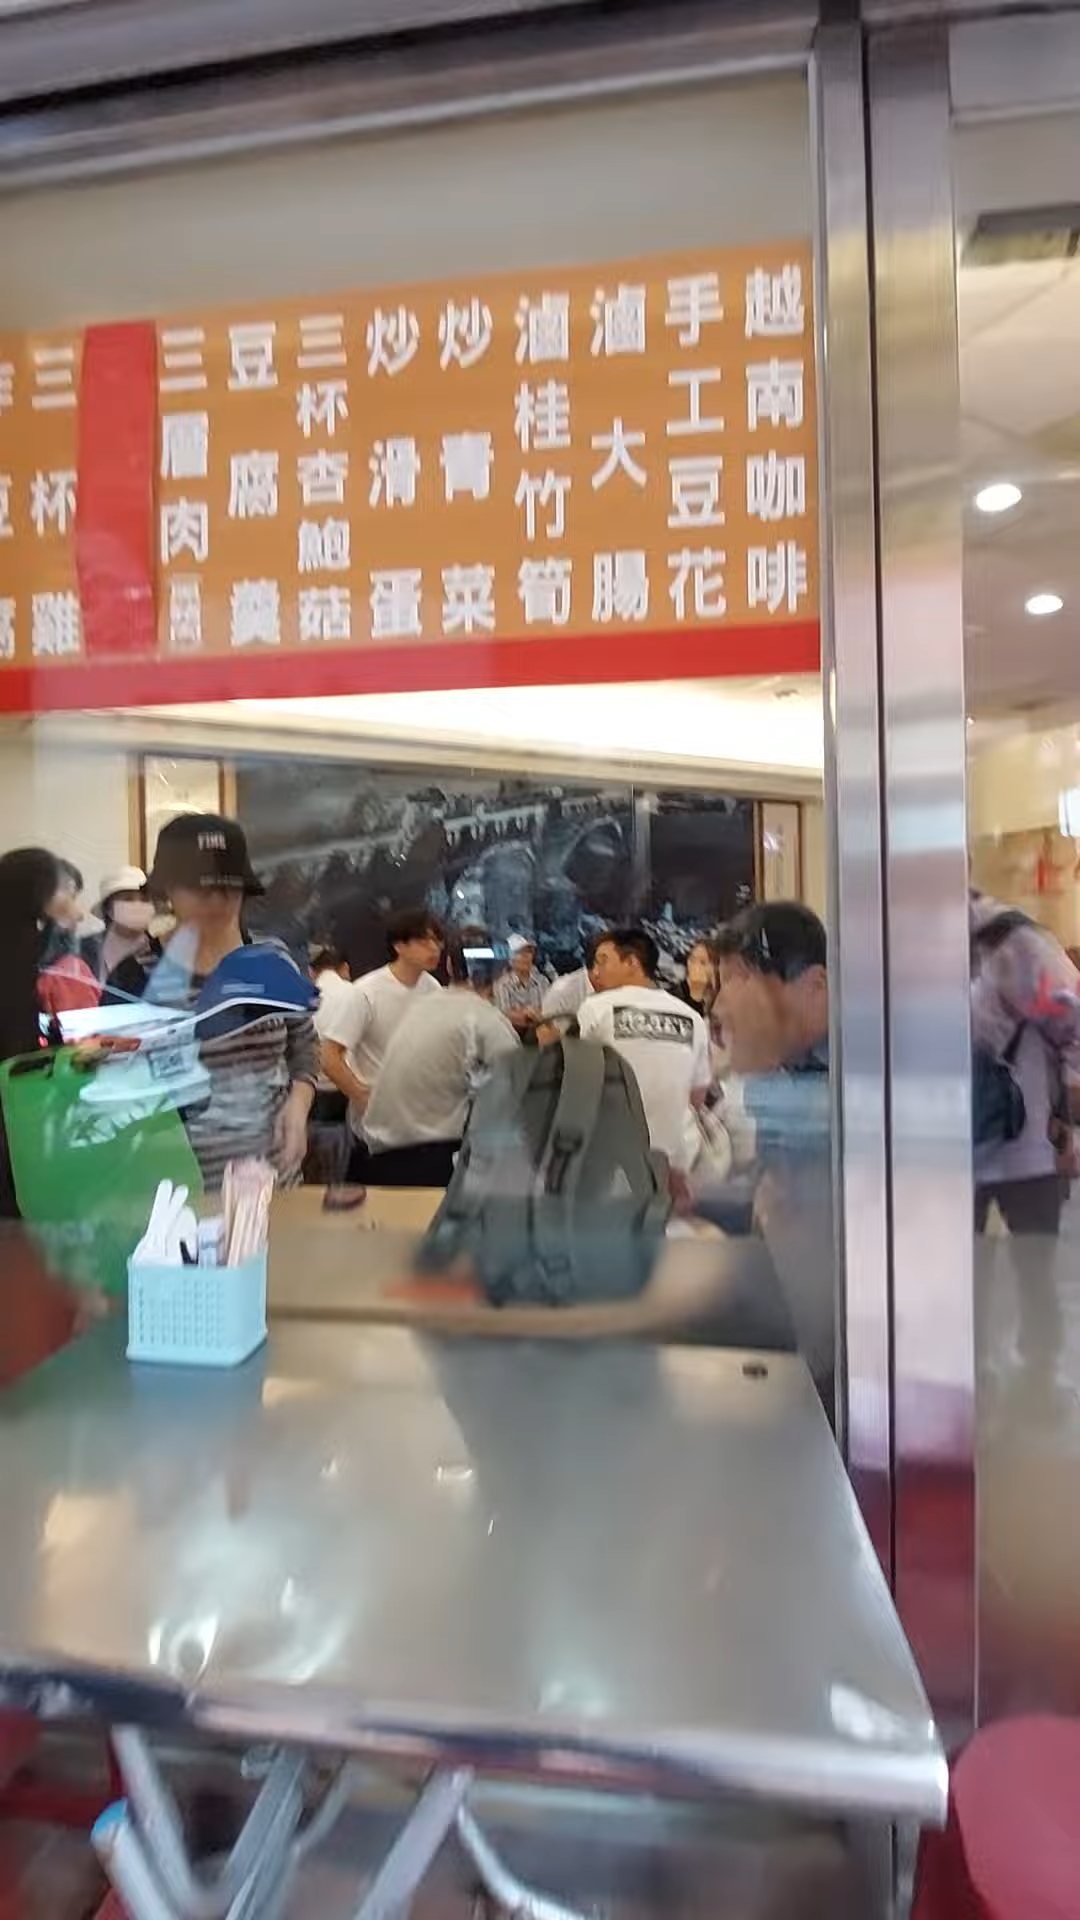 越南咖啡
手工豆花
滷大腸
滷桂竹筍
炒青菜
炒滑蛋
三杯杏鮑菇
豆腐羹
三層肉
三杯雞